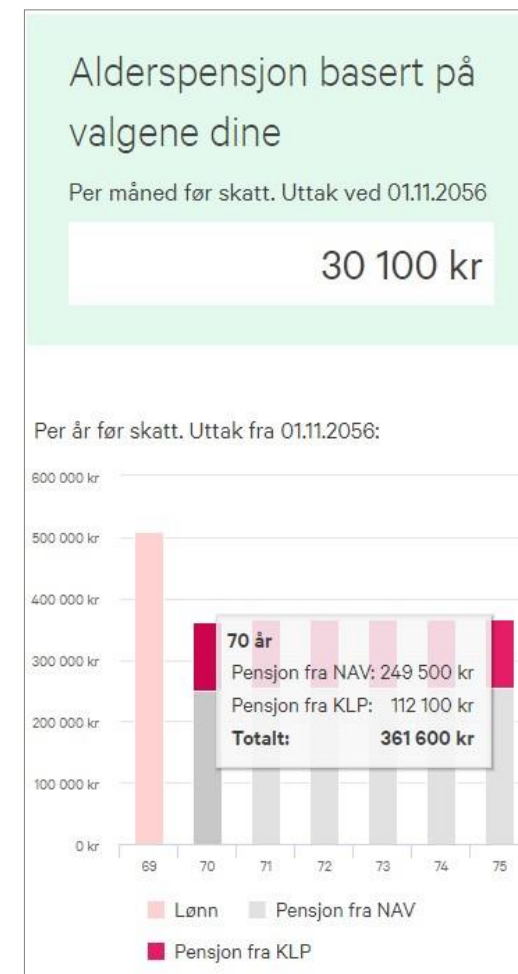 Alderspensjon basert på
valgene dine
Per måned før skatt. Uttak ved 01.11.2056
30 100 kr
Per år før skatt. Uttak fra 01.11.2056:
600 000 kr
500 000 kr
400 000 kr
300 000 kr
200 000 kr
100 000 kr
0 kr
70 år
Pensjon fra NAV: 249 500 kr
Pensjon fra KLP: 112 100 kr
Totalt: 361 600 kr
69 70 71 72 73 74 75
Lønn Pensjon fra NAV
Pensjon fra KLP